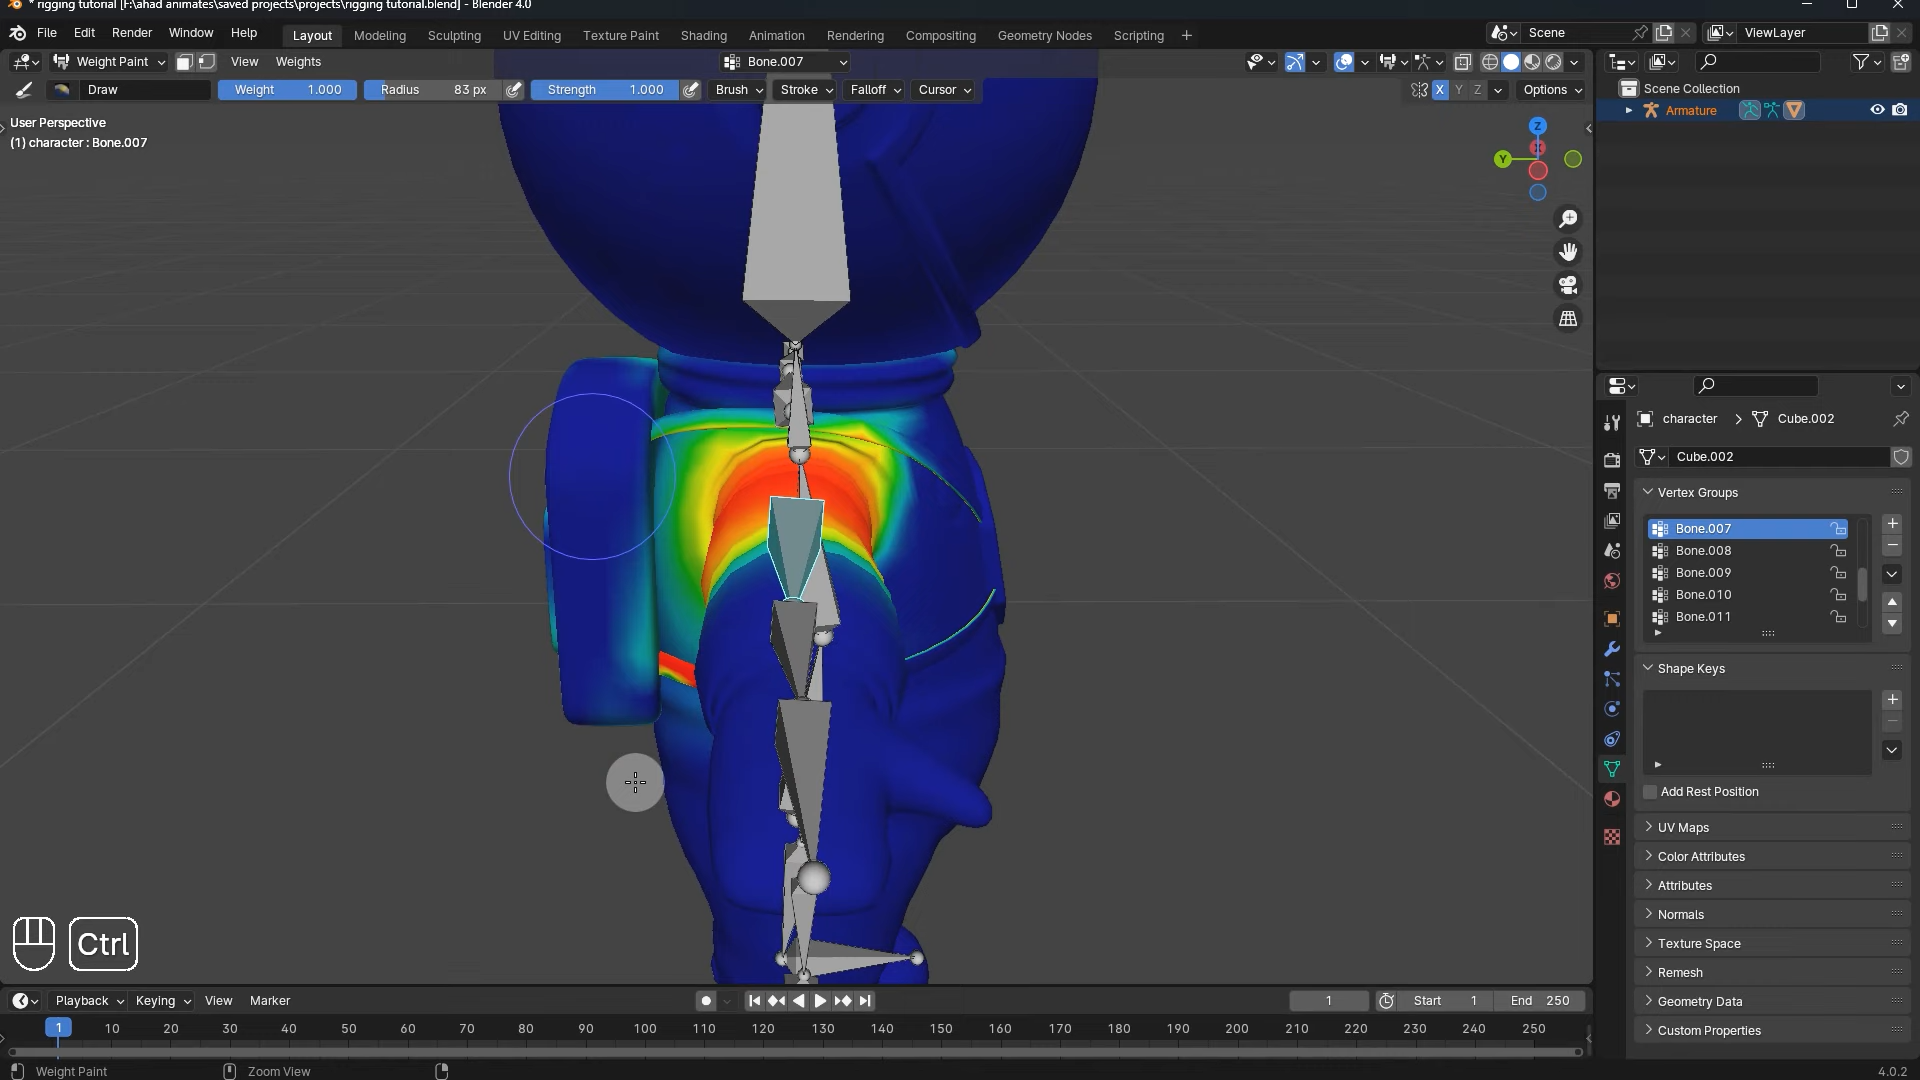 * rigging tutorial [F:\ahad animates\saved projects\projects\rigging tutorial.blend] - Blender 4.0
File Edit Render Window Help Layout Modeling Sculpting UV Editing Texture Paint Shading Animation Rendering Compositing Geometry Nodes Scripting + Scene ViewLayer
Weight Paint View Weights Bone.007
Draw Weight 1.000 Radius 83 px Strength 1.000 Brush Stroke Falloff Cursor X Y Z Options
User Perspective
(1) character : Bone.007
Z
X
Y
Ctrl
Scene Collection
Armature
character > Cube.002
Cube.002
Vertex Groups
Bone.007
Bone.008
Bone.009
Bone.010
Bone.011
Shape Keys
Add Rest Position
UV Maps
Color Attributes
Attributes
Normals
Texture Space
Remesh
Geometry Data
Custom Properties
Playback Keying View Marker 1 Start 1 End 250
1 10 20 30 40 50 60 70 80 90 100 110 120 130 140 150 160 170 180 190 200 210 220 230 240 250
Weight Paint Zoom View 4.0.2